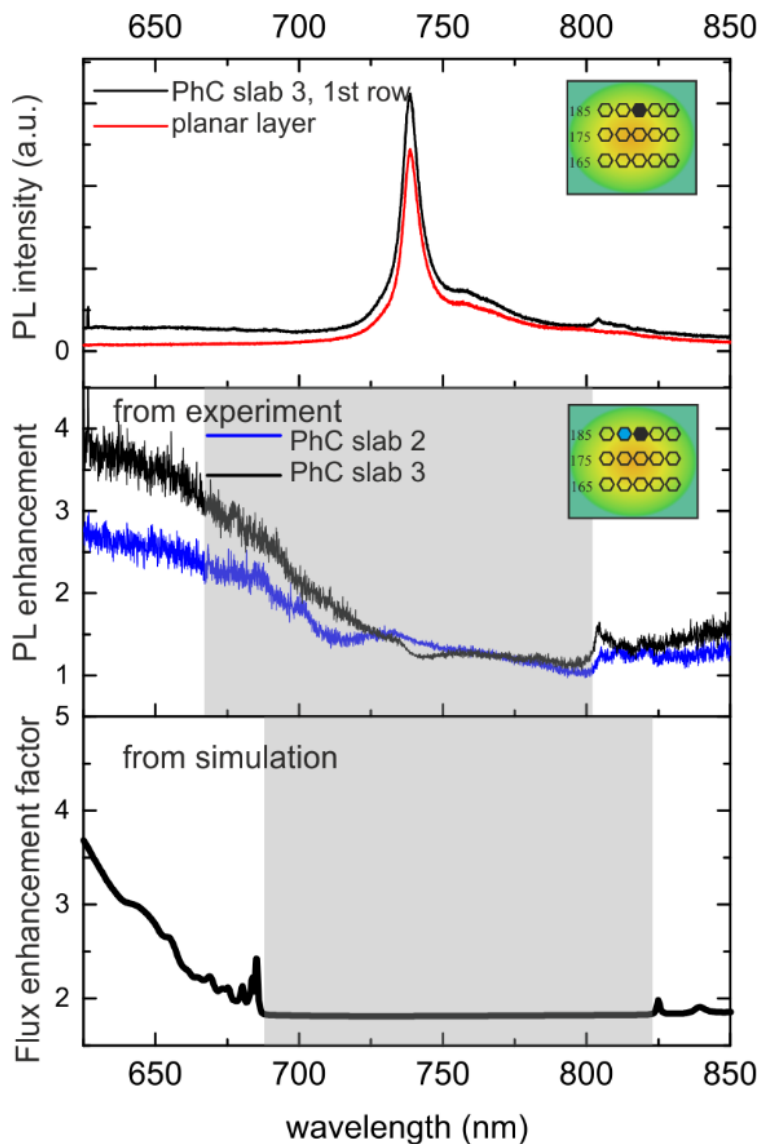 650 700 750 800 850
PL intensity (a.u.)
PhC slab 3, 1st row
planar layer
185
175
165
0
PL enhancement
from experiment
PhC slab 2
PhC slab 3
185
175
165
4
3
2
1
5
Flux enhancement factor
from simulation
5
4
3
2
1
650 700 750 800 850
wavelength (nm)